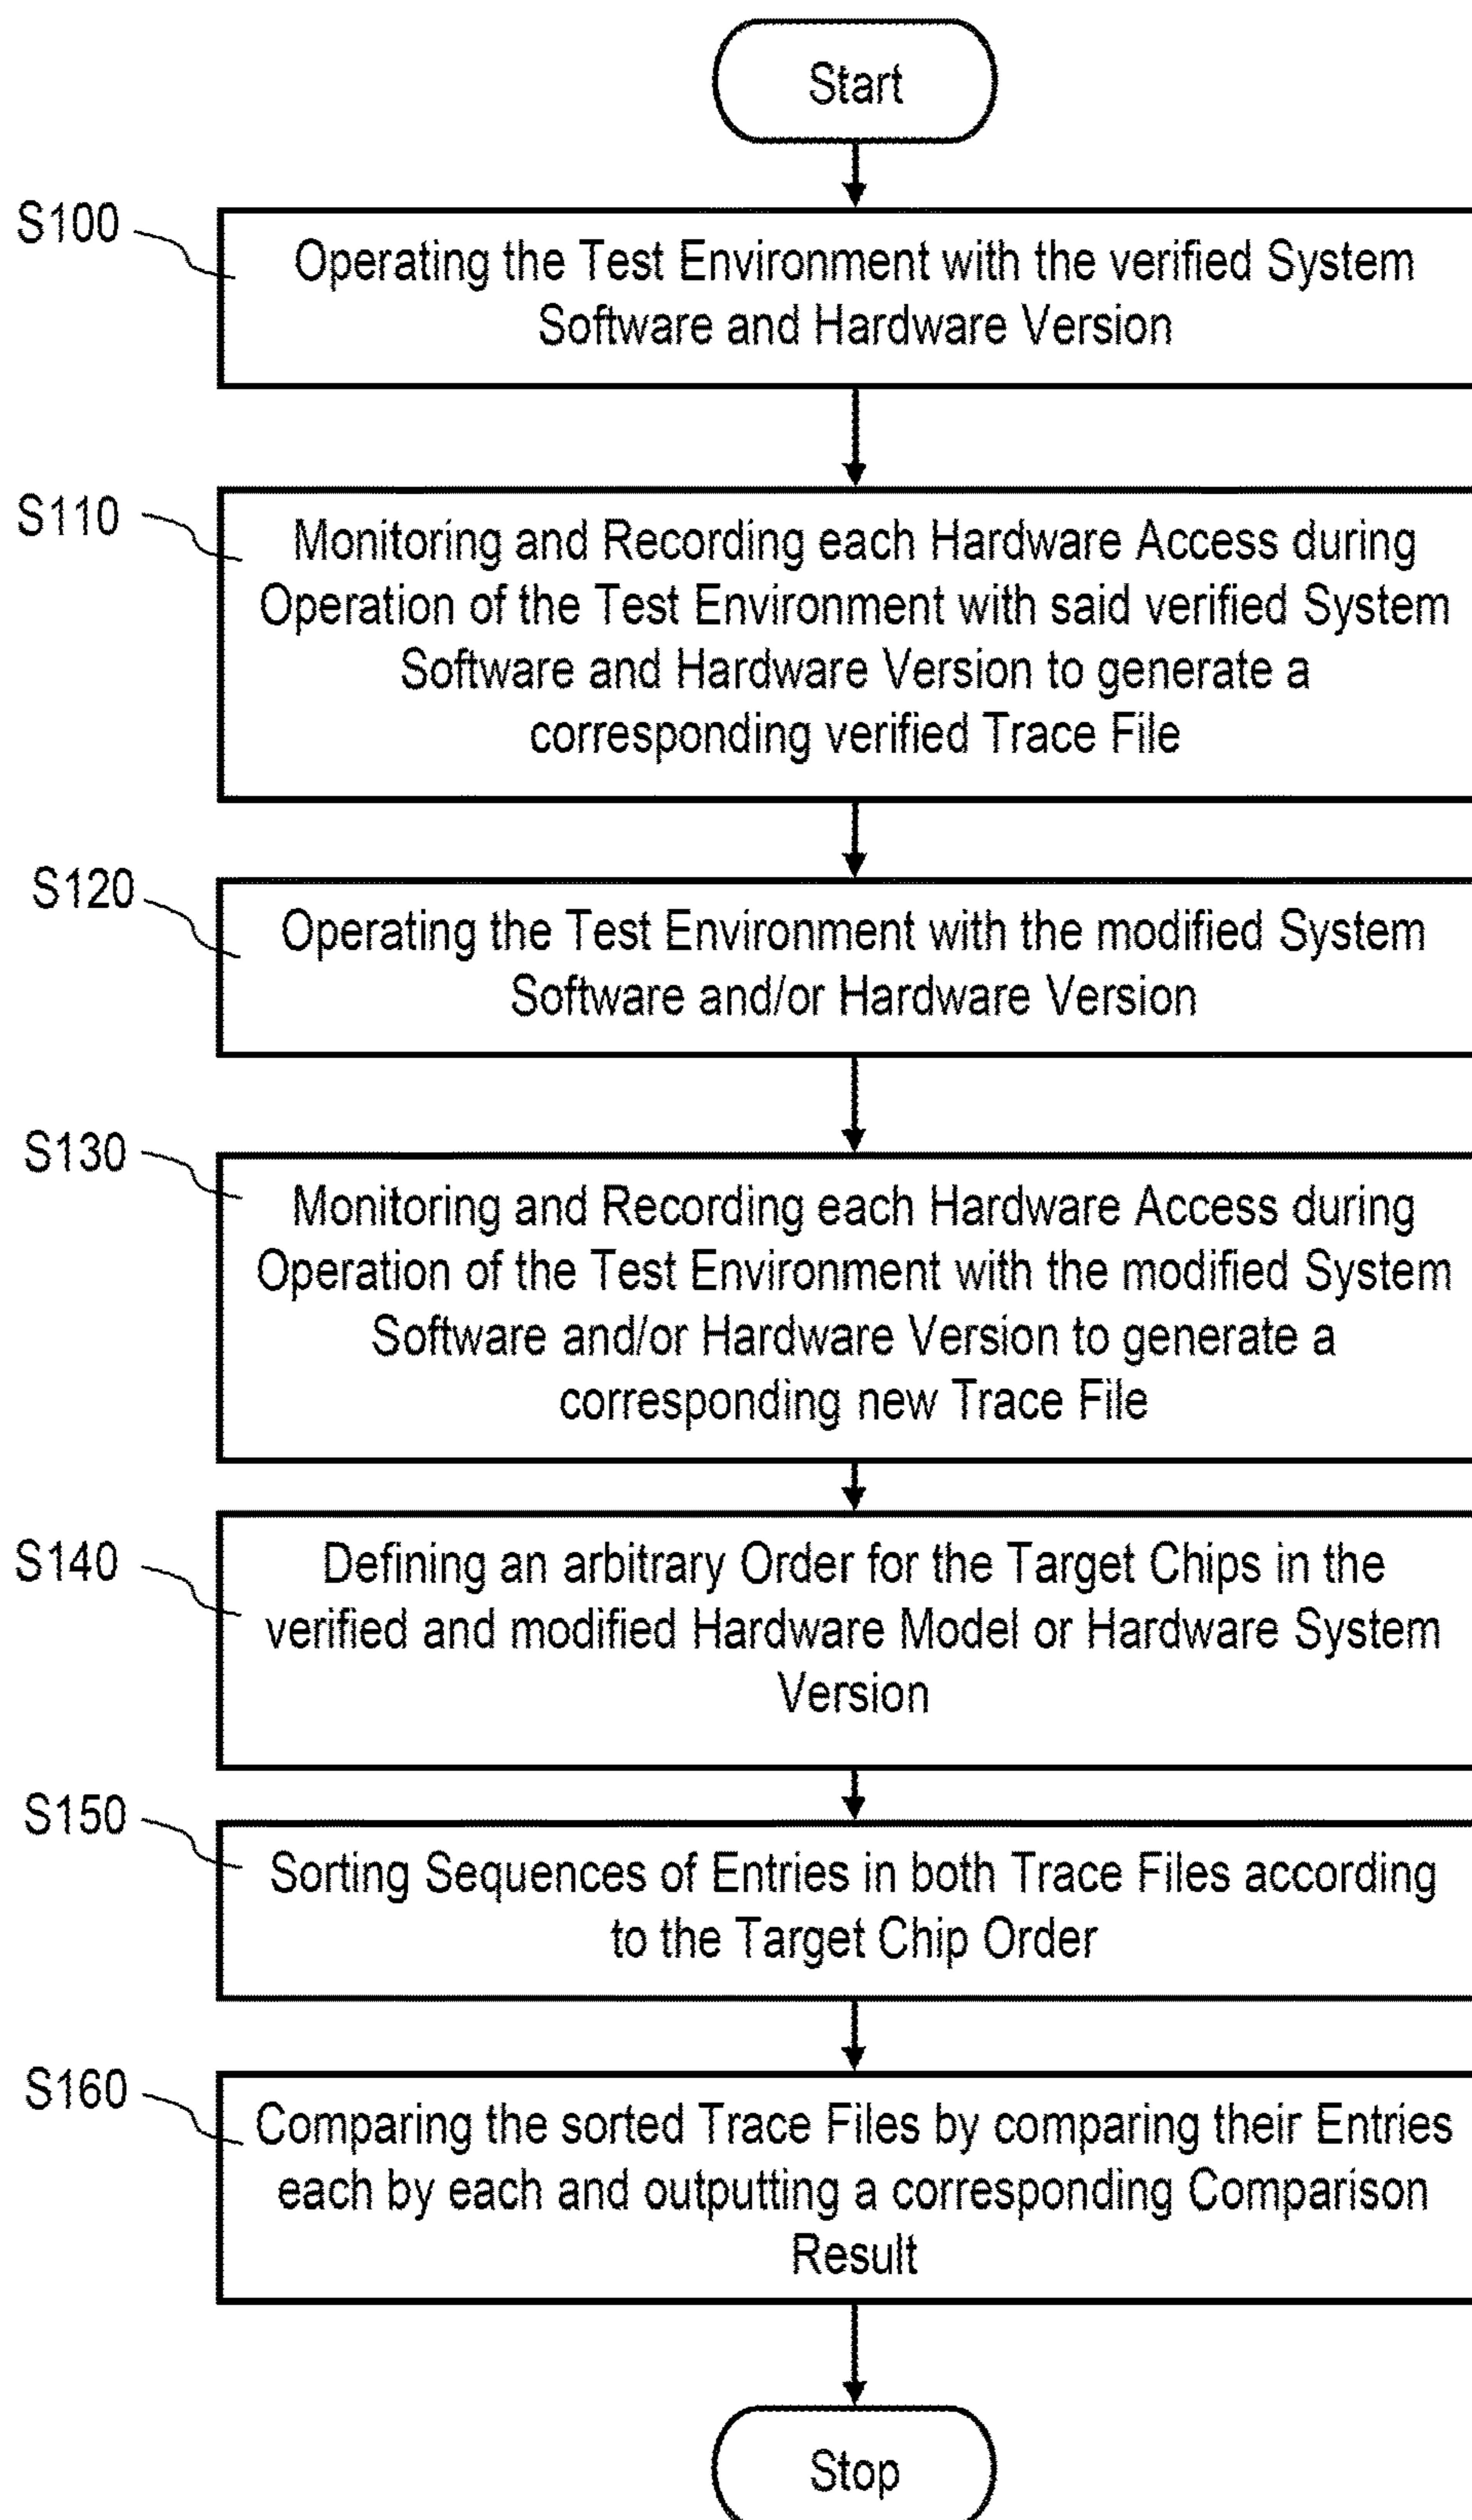 Start
S100
Operating the Test Environment with the verified System
Software and Hardware Version
S110
Monitoring and Recording each Hardware Access during
Operation of the Test Environment with said verified System
Software and Hardware Version to generate a
corresponding verified Trace File
S120
Operating the Test Environment with the modified System
Software and/or Hardware Version
S130
Monitoring and Recording each Hardware Access during
Operation of the Test Environment with the modified System
Software and/or Hardware Version to generate a
corresponding new Trace File
S140
Defining an arbitrary Order for the Target Chips in the
verified and modified Hardware Model or Hardware System
Version
S150
Sorting Sequences of Entries in both Trace Files according
to the Target Chip Order
S160
Comparing the sorted Trace Files by comparing their Entries
each by each and outputting a corresponding Comparison
Result
Stop